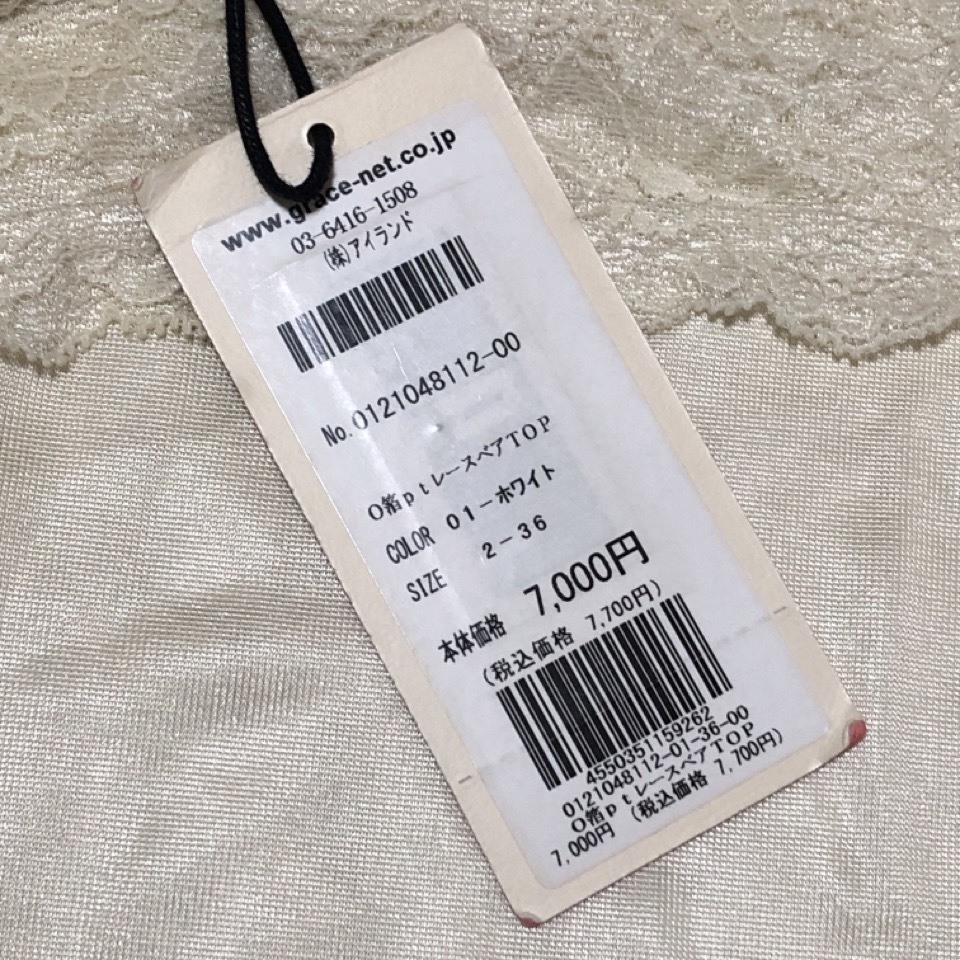 www.grace-net.co.jp
03-6416-1508
(株)アイランド
No.0121048112-00
O箔ptレースベアTOP
COLOR 01-ホワイト
SIZE 2-36
本体価格 7,000円
(税込価格 7,700円)
4550351159262
0121048112-01-36-00
O箔ptレースベアTOP
7,000円 (税込価格 7,700円)